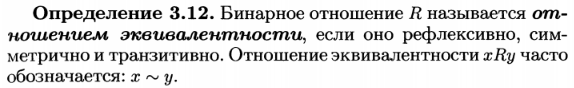 Определение 3.12. Бинарное отношение R называется от-
ношением эквивалентности, если оно рефлексивно, сим-
метрично и транзитивно. Отношение эквивалентности xRy часто
обозначается: x ∼ y.